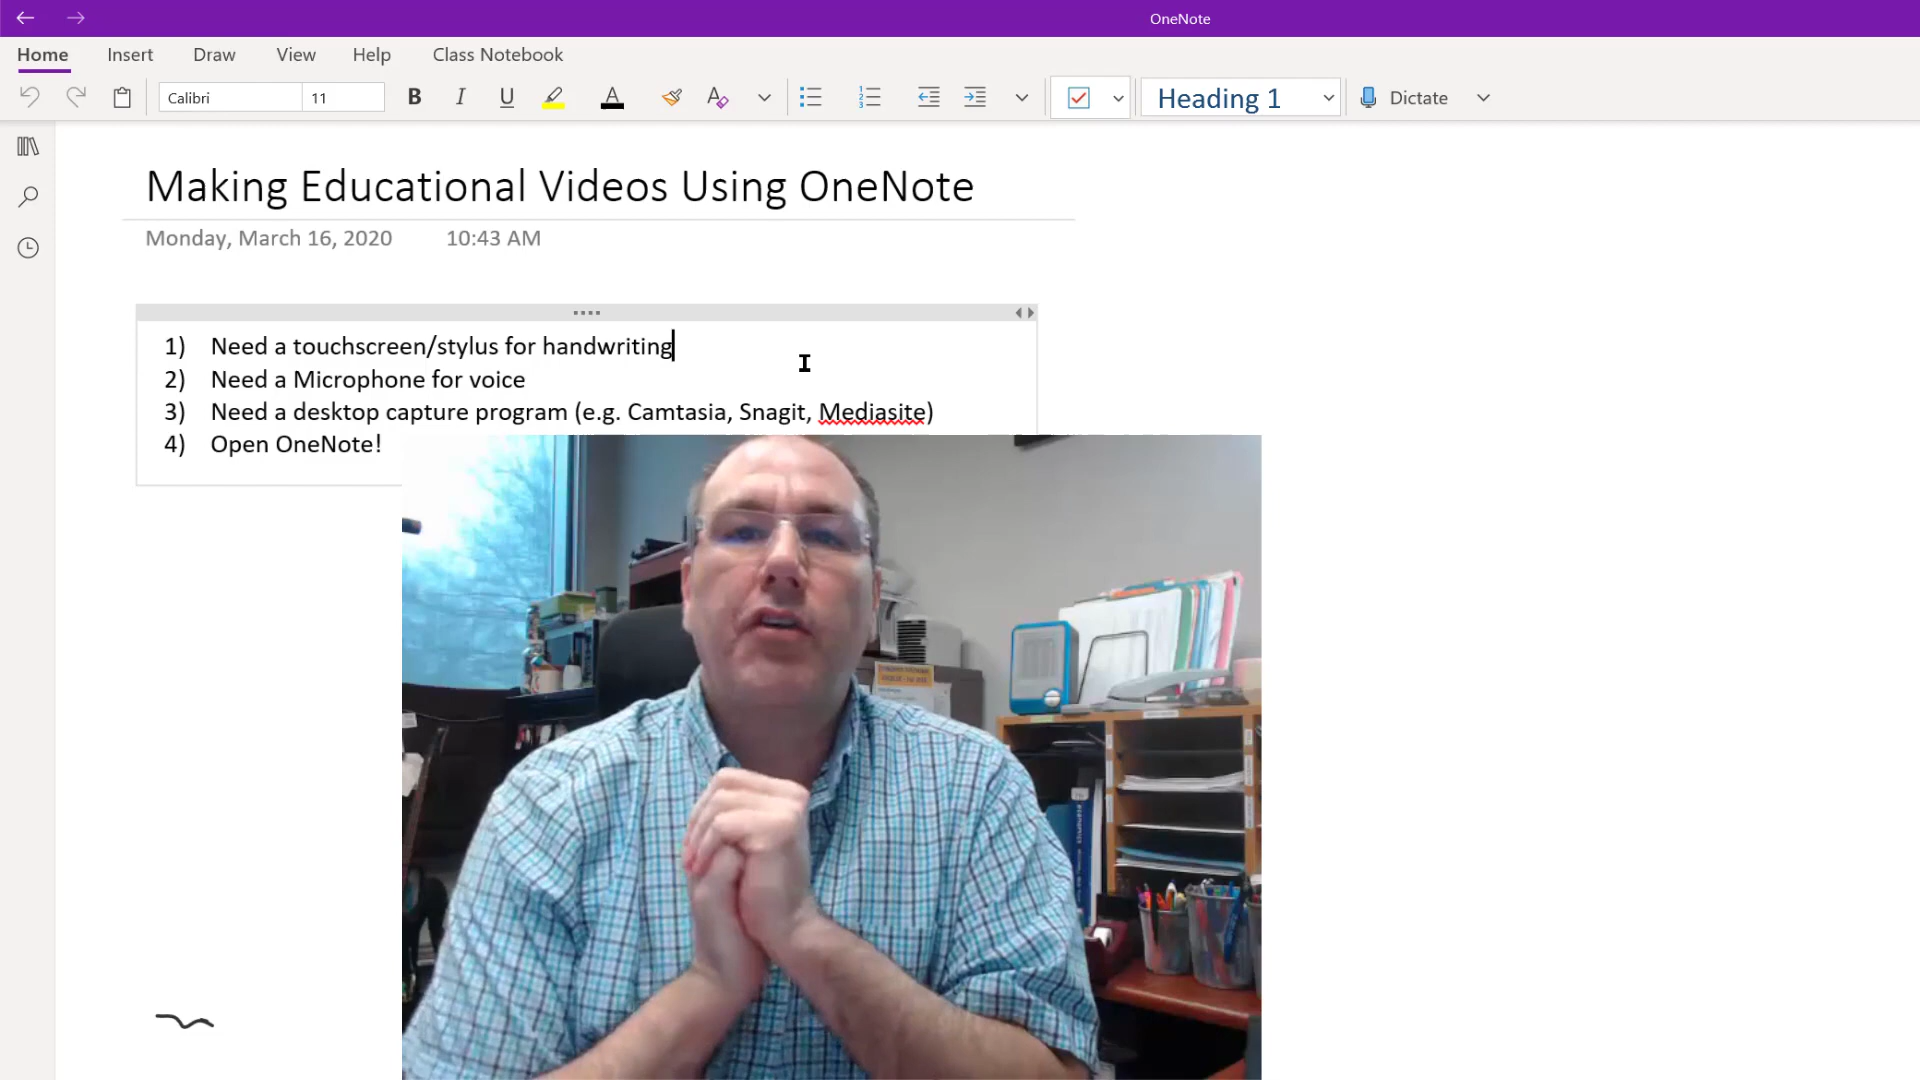 OneNote
Home Insert Draw View Help Class Notebook
Calibri 11 B I U A A Heading 1 Dictate
Making Educational Videos Using OneNote
Monday, March 16, 2020 10:43 AM
1) Need a touchscreen/stylus for handwriting
2) Need a Microphone for voice
3) Need a desktop capture program (e.g. Camtasia, Snagit, Mediasite)
4) Open OneNote!